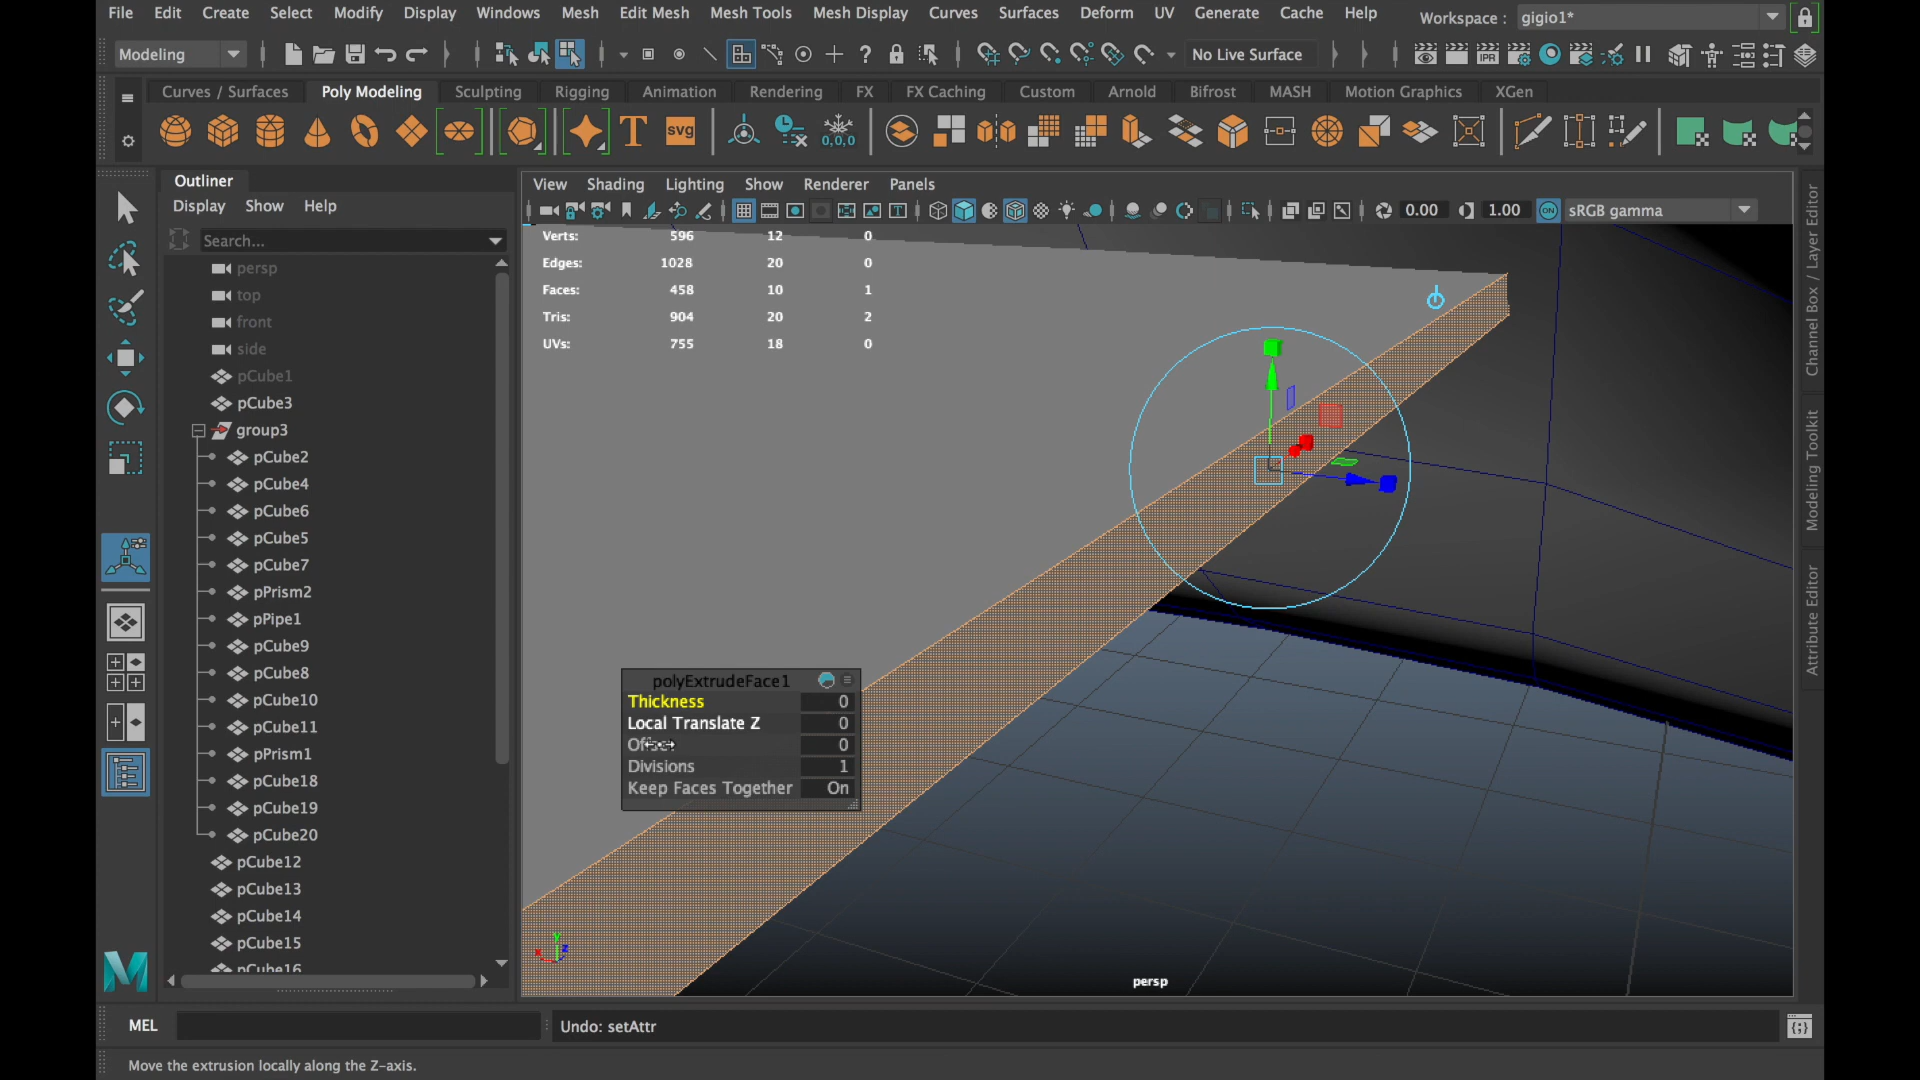 File Edit Create Select Modify Display Windows Mesh Edit Mesh Mesh Tools Mesh Display Curves Surfaces Deform UV Generate Cache Help Workspace : gigio1*
Modeling No Live Surface IPR
Curves / Surfaces Poly Modeling Sculpting Rigging Animation Rendering FX FX Caching Custom Arnold Bifrost MASH Motion Graphics XGen
T svg 0,0,0
Outliner
Display Show Help
Search...
persp
top
front
side
pCube1
pCube3
group3
pCube2
pCube4
pCube6
pCube5
pCube7
pPrism2
pPipe1
pCube9
pCube8
pCube10
pCube11
pPrism1
pCube18
pCube19
pCube20
pCube12
pCube13
pCube14
pCube15
pCube16
View Shading Lighting Show Renderer Panels
0.00 1.00 ON sRGB gamma
Verts: 596 12 0
Edges: 1028 20 0
Faces: 458 10 1
Tris: 904 20 2
UVs: 755 18 0
polyExtrudeFace1
Thickness 0
Local Translate Z 0
Offset 0
Divisions 1
Keep Faces Together On
y
x z
persp
Channel Box / Layer Editor
Modeling Toolkit
Attribute Editor
M
MEL Undo: setAttr
Move the extrusion locally along the Z-axis.